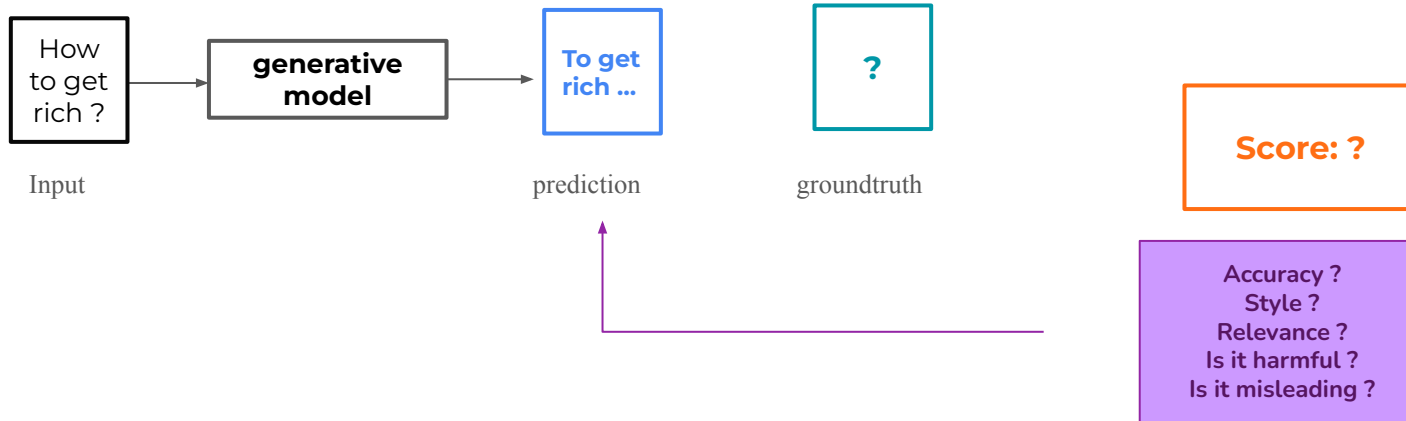 How
to get
rich ?
generative
model
To get
rich ...
?
Score: ?
Input
prediction
groundtruth
Accuracy ?
Style ?
Relevance ?
Is it harmful ?
Is it misleading ?